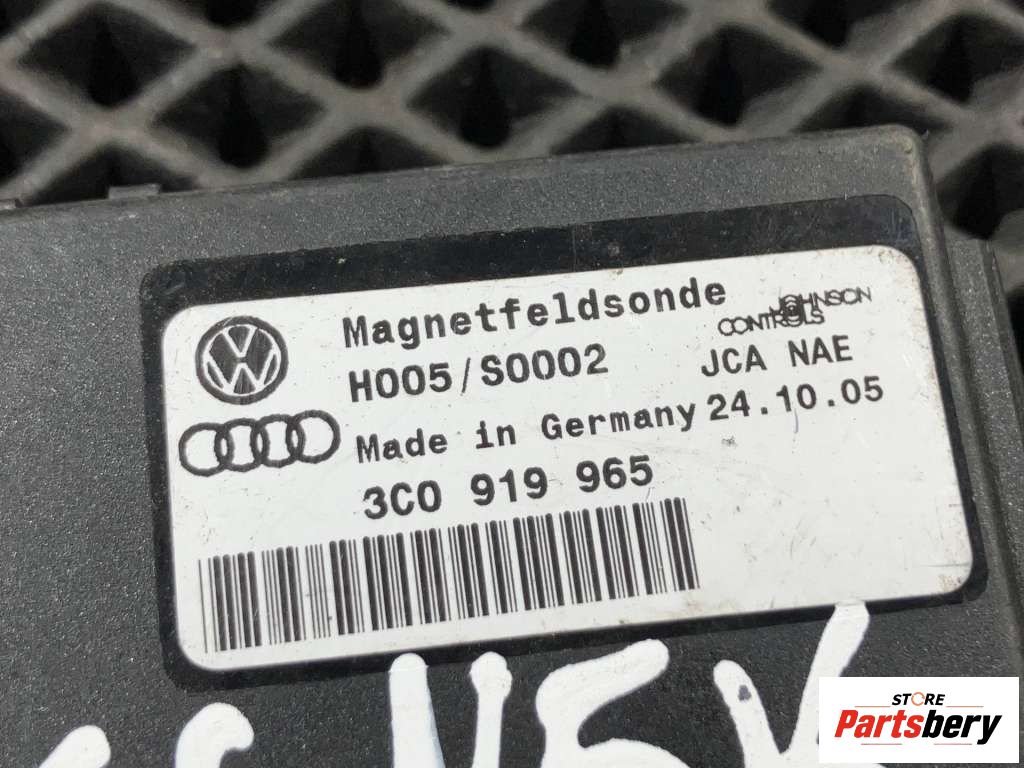 Magnetfeldsonde
JOHNSON
CONTROLS
H005/S0002
JCA NAE
Made in Germany
24.10.05
3C0 919 965
STORE
Partsbery